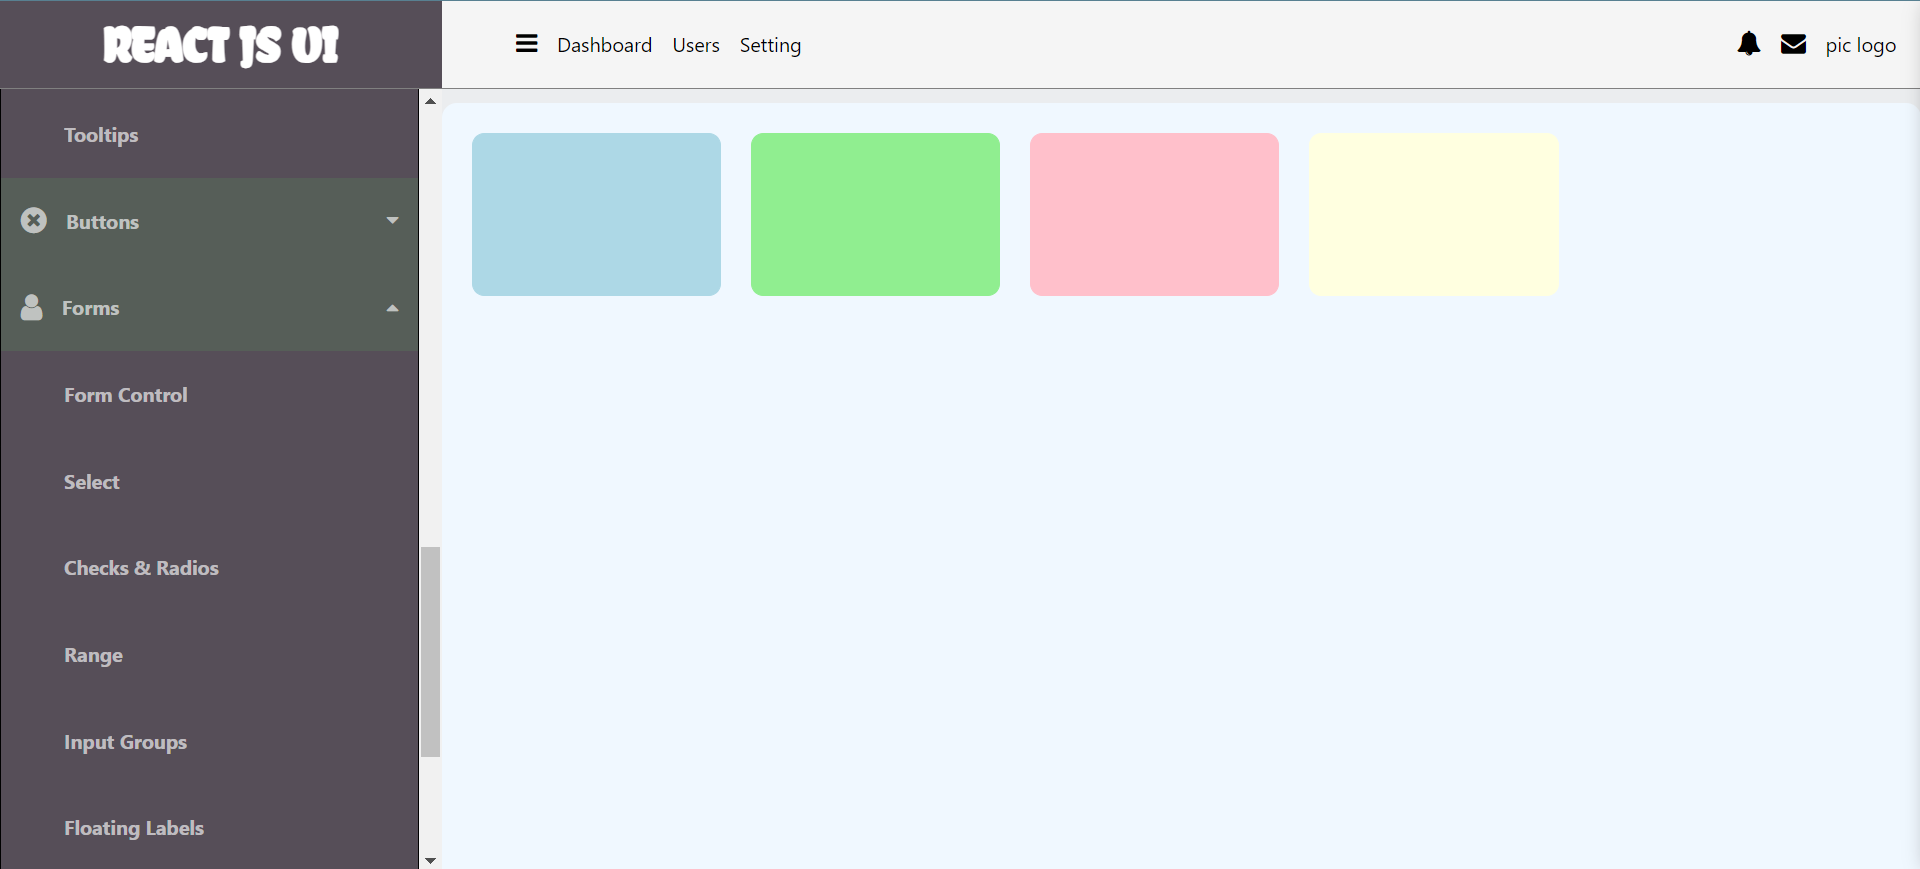 REACT JS UI
Dashboard Users Setting
pic logo
Tooltips
Buttons
Forms
Form Control
Select
Checks & Radios
Range
Input Groups
Floating Labels